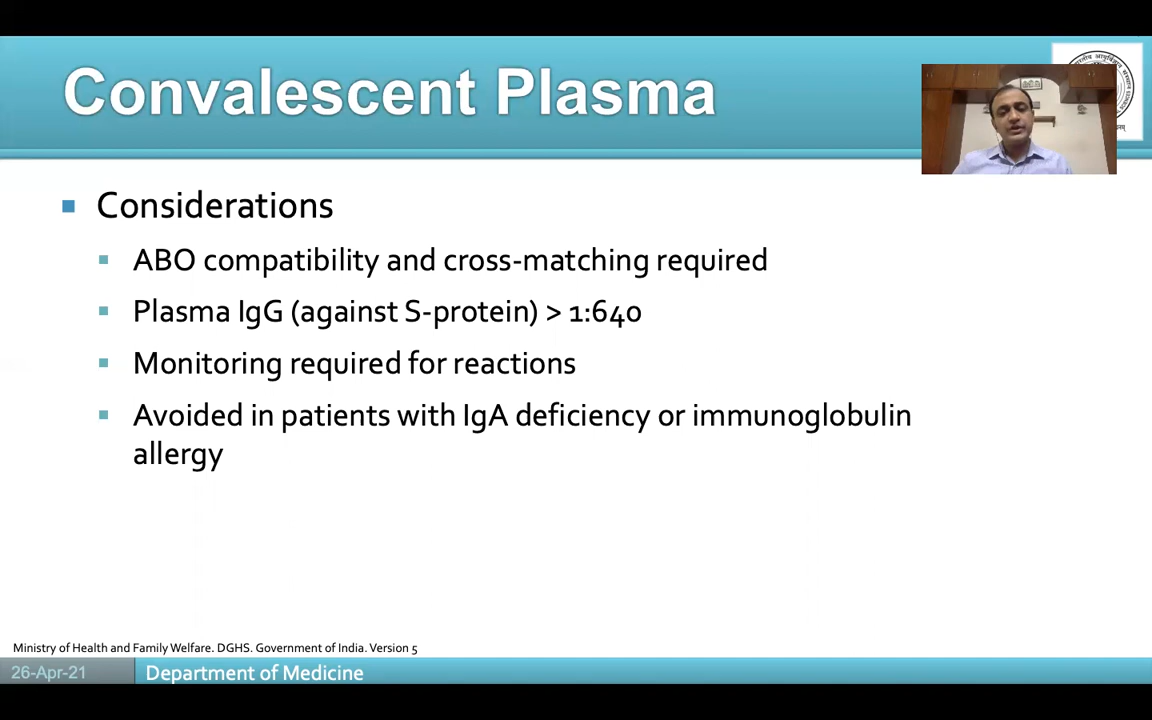 Convalescent Plasma
Considerations
ABO compatibility and cross-matching required
Plasma IgG (against S-protein) > 1:640
Monitoring required for reactions
Avoided in patients with IgA deficiency or immunoglobulin
allergy
Ministry of Health and Family Welfare. DGHS. Government of India. Version 5
26-Apr-21
Department of Medicine